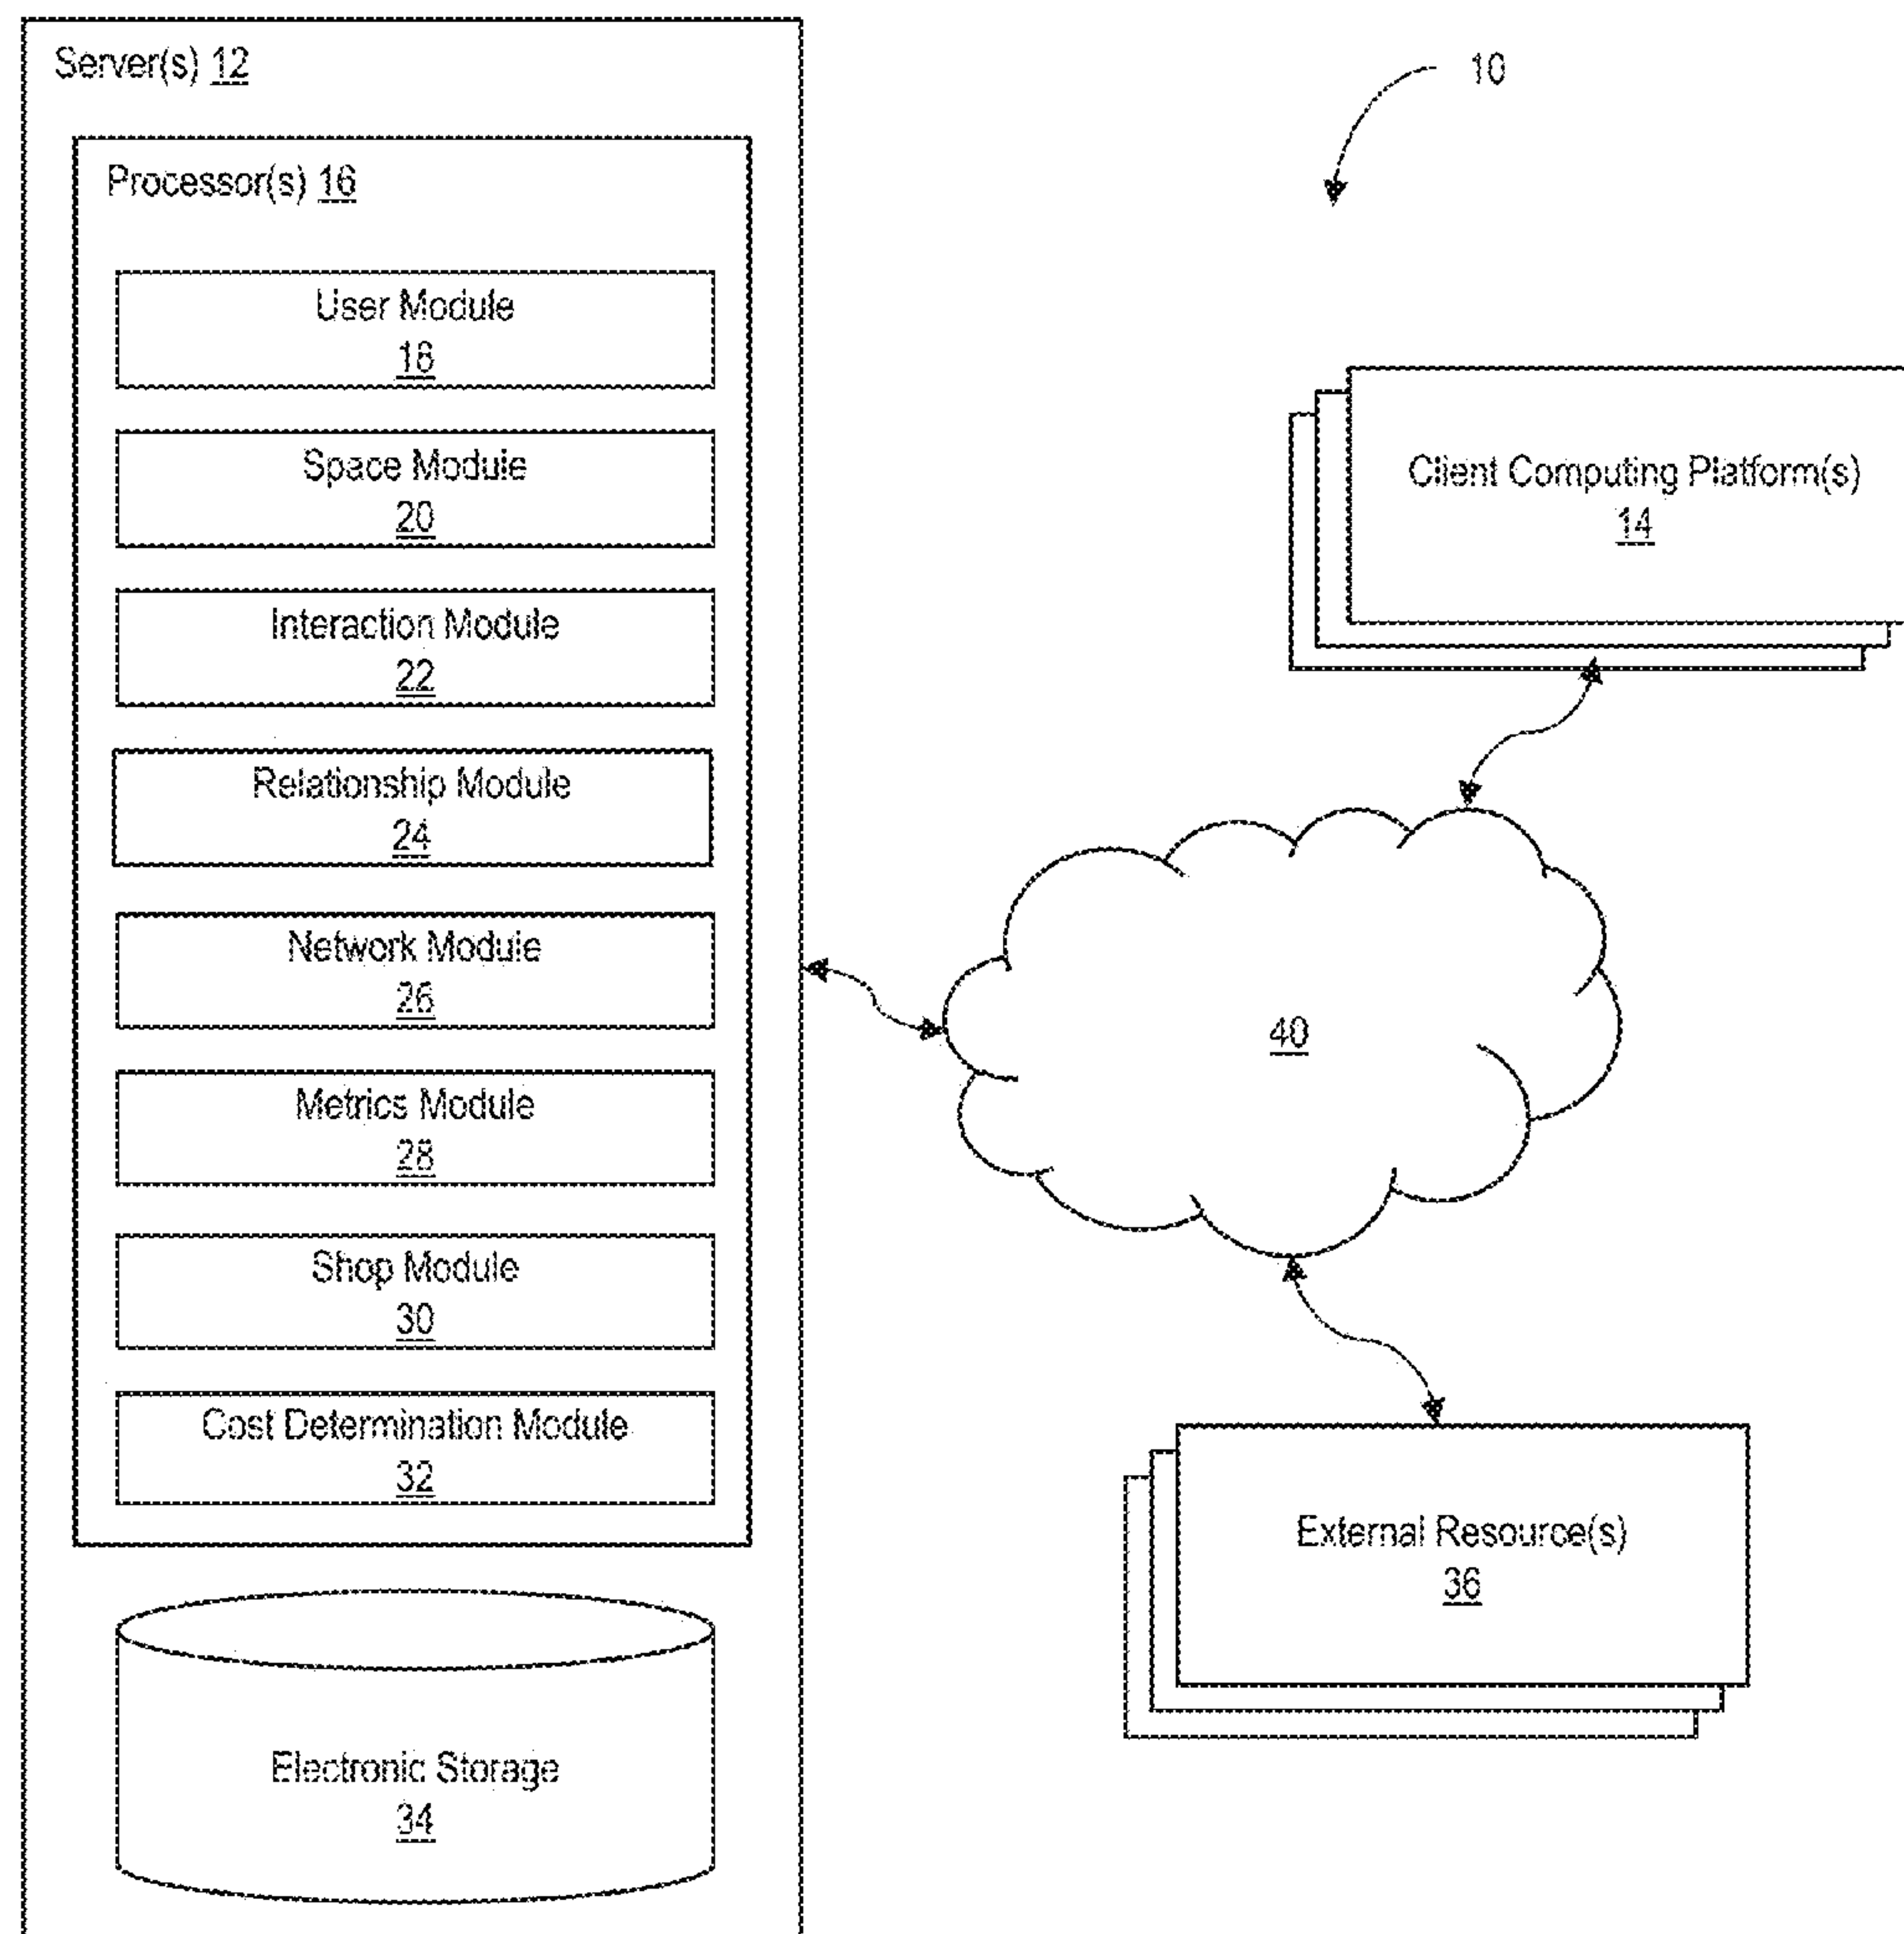 Server(s) 12
10
Processor(s) 16
User Module
18
Space Module
20
Interaction Module
22
Relationship Module
24
Network Module
26
Metrics Module
28
Shop Module
30
Cost Determination Module
32
Electronic Storage
34
Client Computing Platform(s)
14
40
External Resource(s)
36